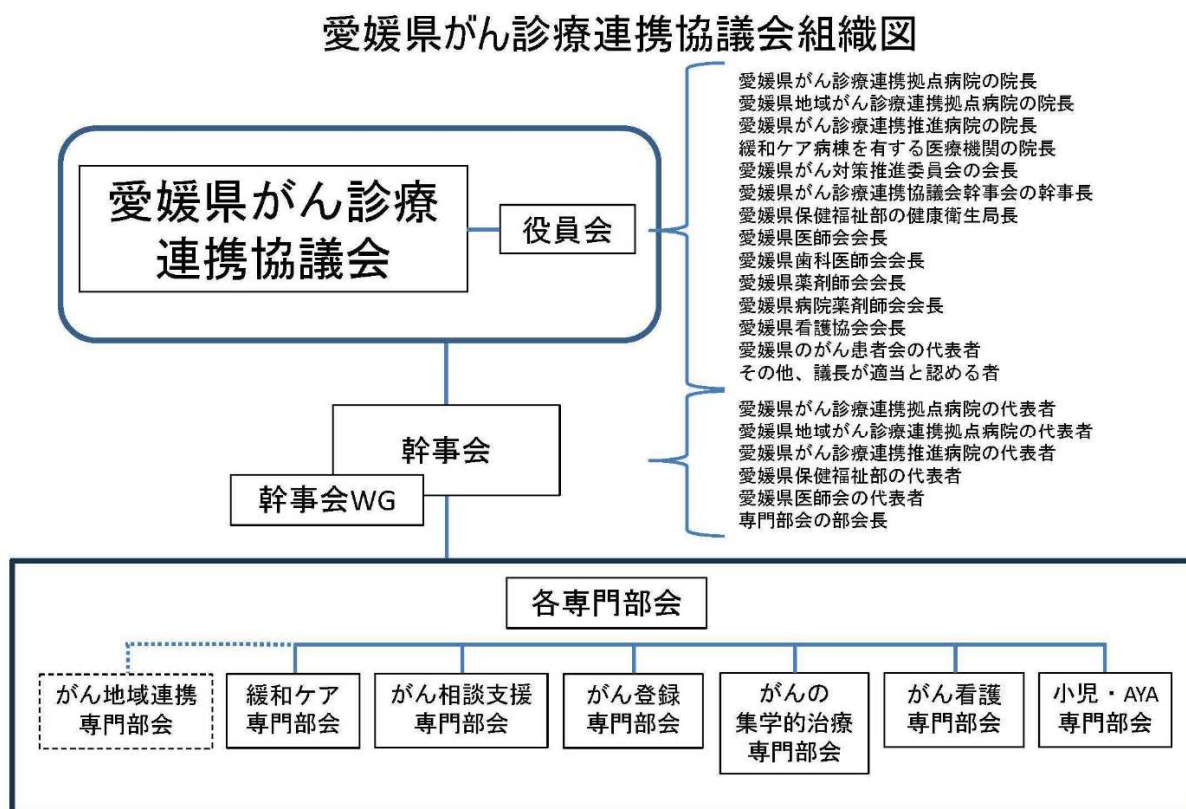 愛媛県がん診療連携協議会組織図
愛媛県がん診療
連携協議会
役員会
愛媛県がん診療連携拠点病院の院長
愛媛県地域がん診療連携拠点病院の院長
愛媛県がん診療連携推進病院の院長
緩和ケア病棟を有する医療機関の院長
愛媛県がん対策推進委員会の会長
愛媛県がん診療連携協議会幹事会の幹事長
愛媛県保健福祉部の健康衛生局長
愛媛県医師会会長
愛媛県歯科医師会会長
愛媛県薬剤師会会長
愛媛県病院薬剤師会会長
愛媛県看護協会会長
愛媛県のがん患者会の代表者
その他、議長が適当と認める者
幹事会
幹事会WG
愛媛県がん診療連携拠点病院の代表者
愛媛県地域がん診療連携拠点病院の代表者
愛媛県がん診療連携推進病院の代表者
愛媛県保健福祉部の代表者
愛媛県医師会の代表者
専門部会の部会長
各専門部会
がん地域連携
専門部会
緩和ケア
専門部会
がん相談支援
専門部会
がん登録
専門部会
がんの
集学的治療
専門部会
がん看護
専門部会
小児・AYA
専門部会